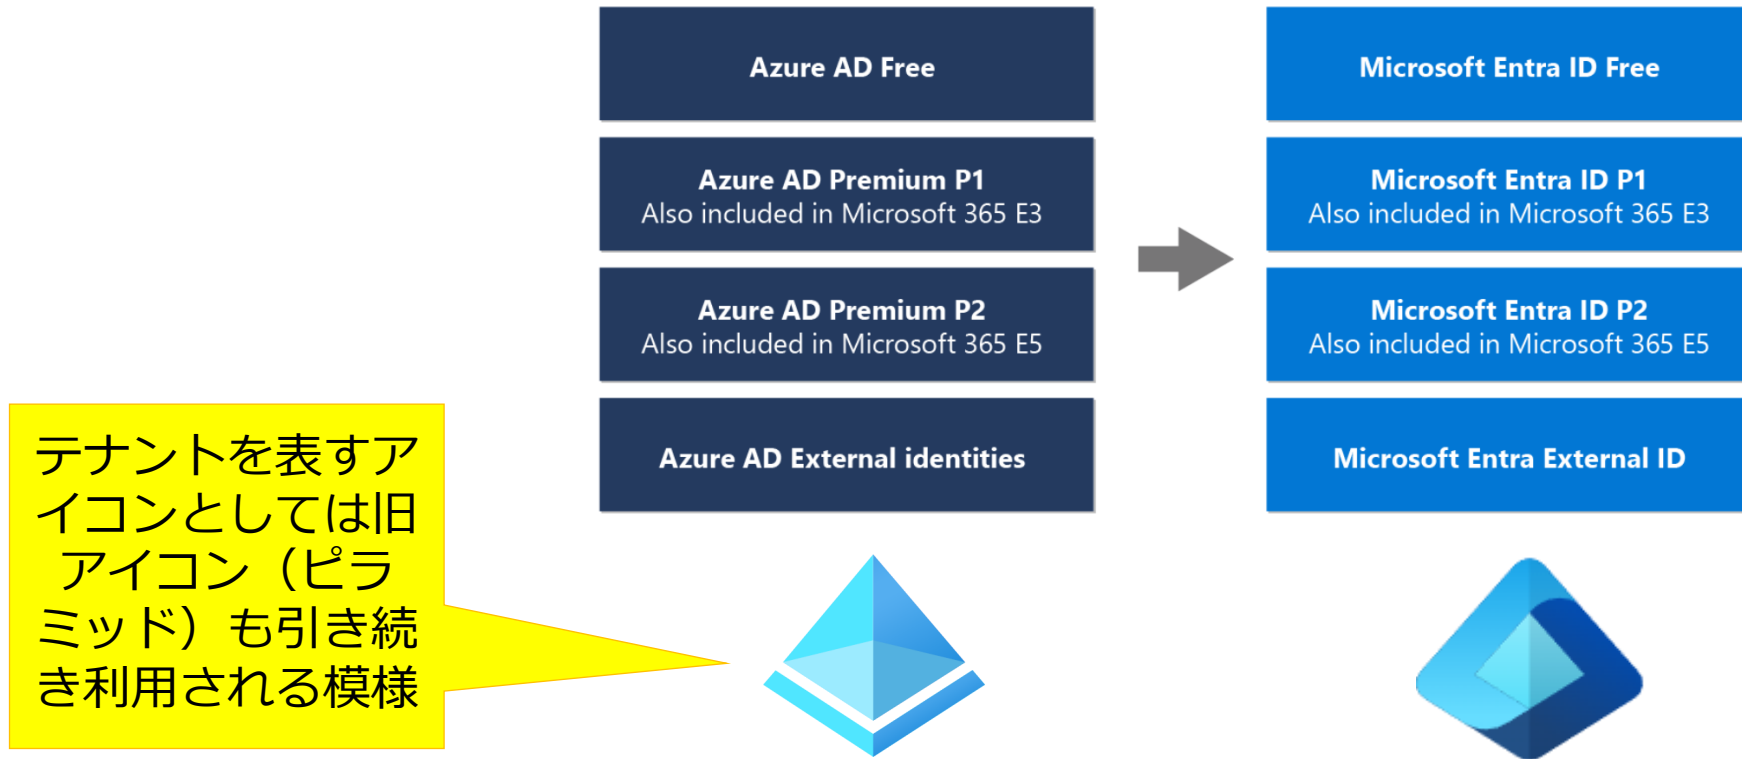 Azure AD Free
Azure AD Premium P1
Also included in Microsoft 365 E3
Azure AD Premium P2
Also included in Microsoft 365 E5
Azure AD External identities
Microsoft Entra ID Free
Microsoft Entra ID P1
Also included in Microsoft 365 E3
Microsoft Entra ID P2
Also included in Microsoft 365 E5
Microsoft Entra External ID
テナントを表すア
イコンとしては旧
アイコン（ピラ
ミッド）も引き続
き利用される模様